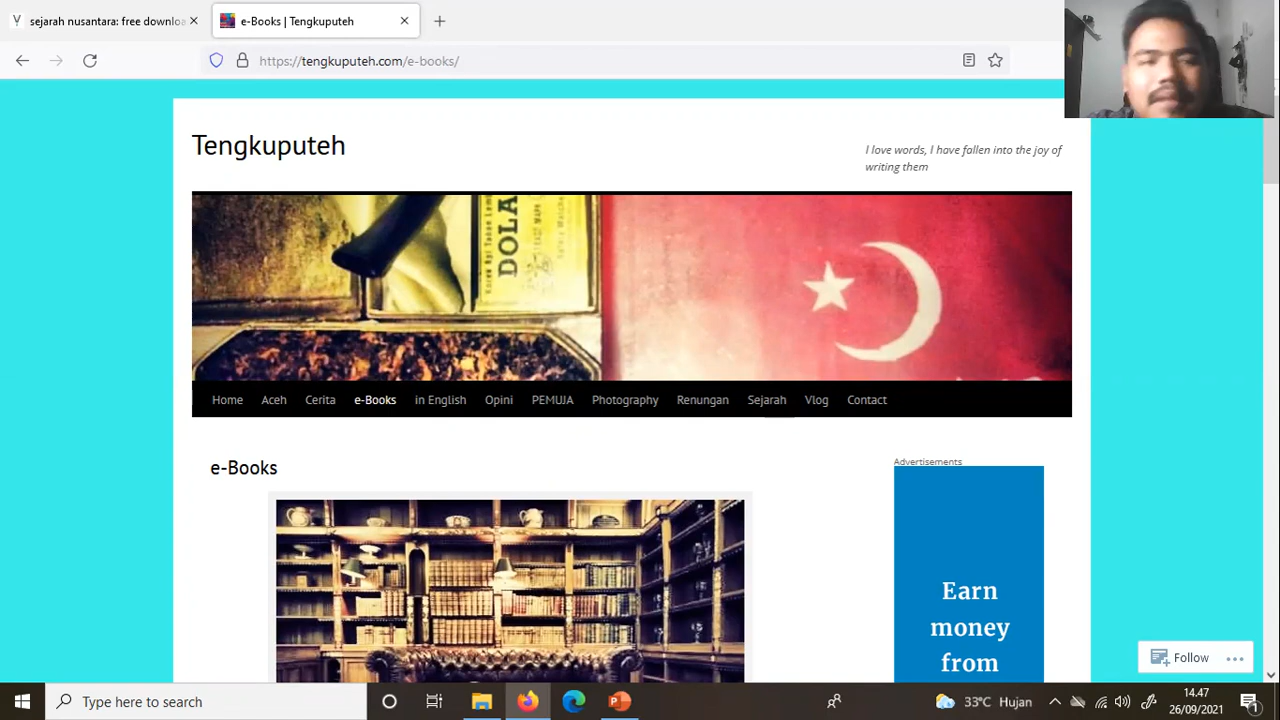 sejarah nusantara: free downloa
e-Books | Tengkuputeh
https://tengkuputeh.com/e-books/
Tengkuputeh
I love words, I have fallen into the joy of
writing them
DOLA
Home Aceh Cerita e-Books in English Opini PEMUJA Photography Renungan Sejarah Vlog Contact
e-Books
Advertisements
Earn
money
from
Follow
Type here to search
33°C Hujan
14.47
26/09/2021
1